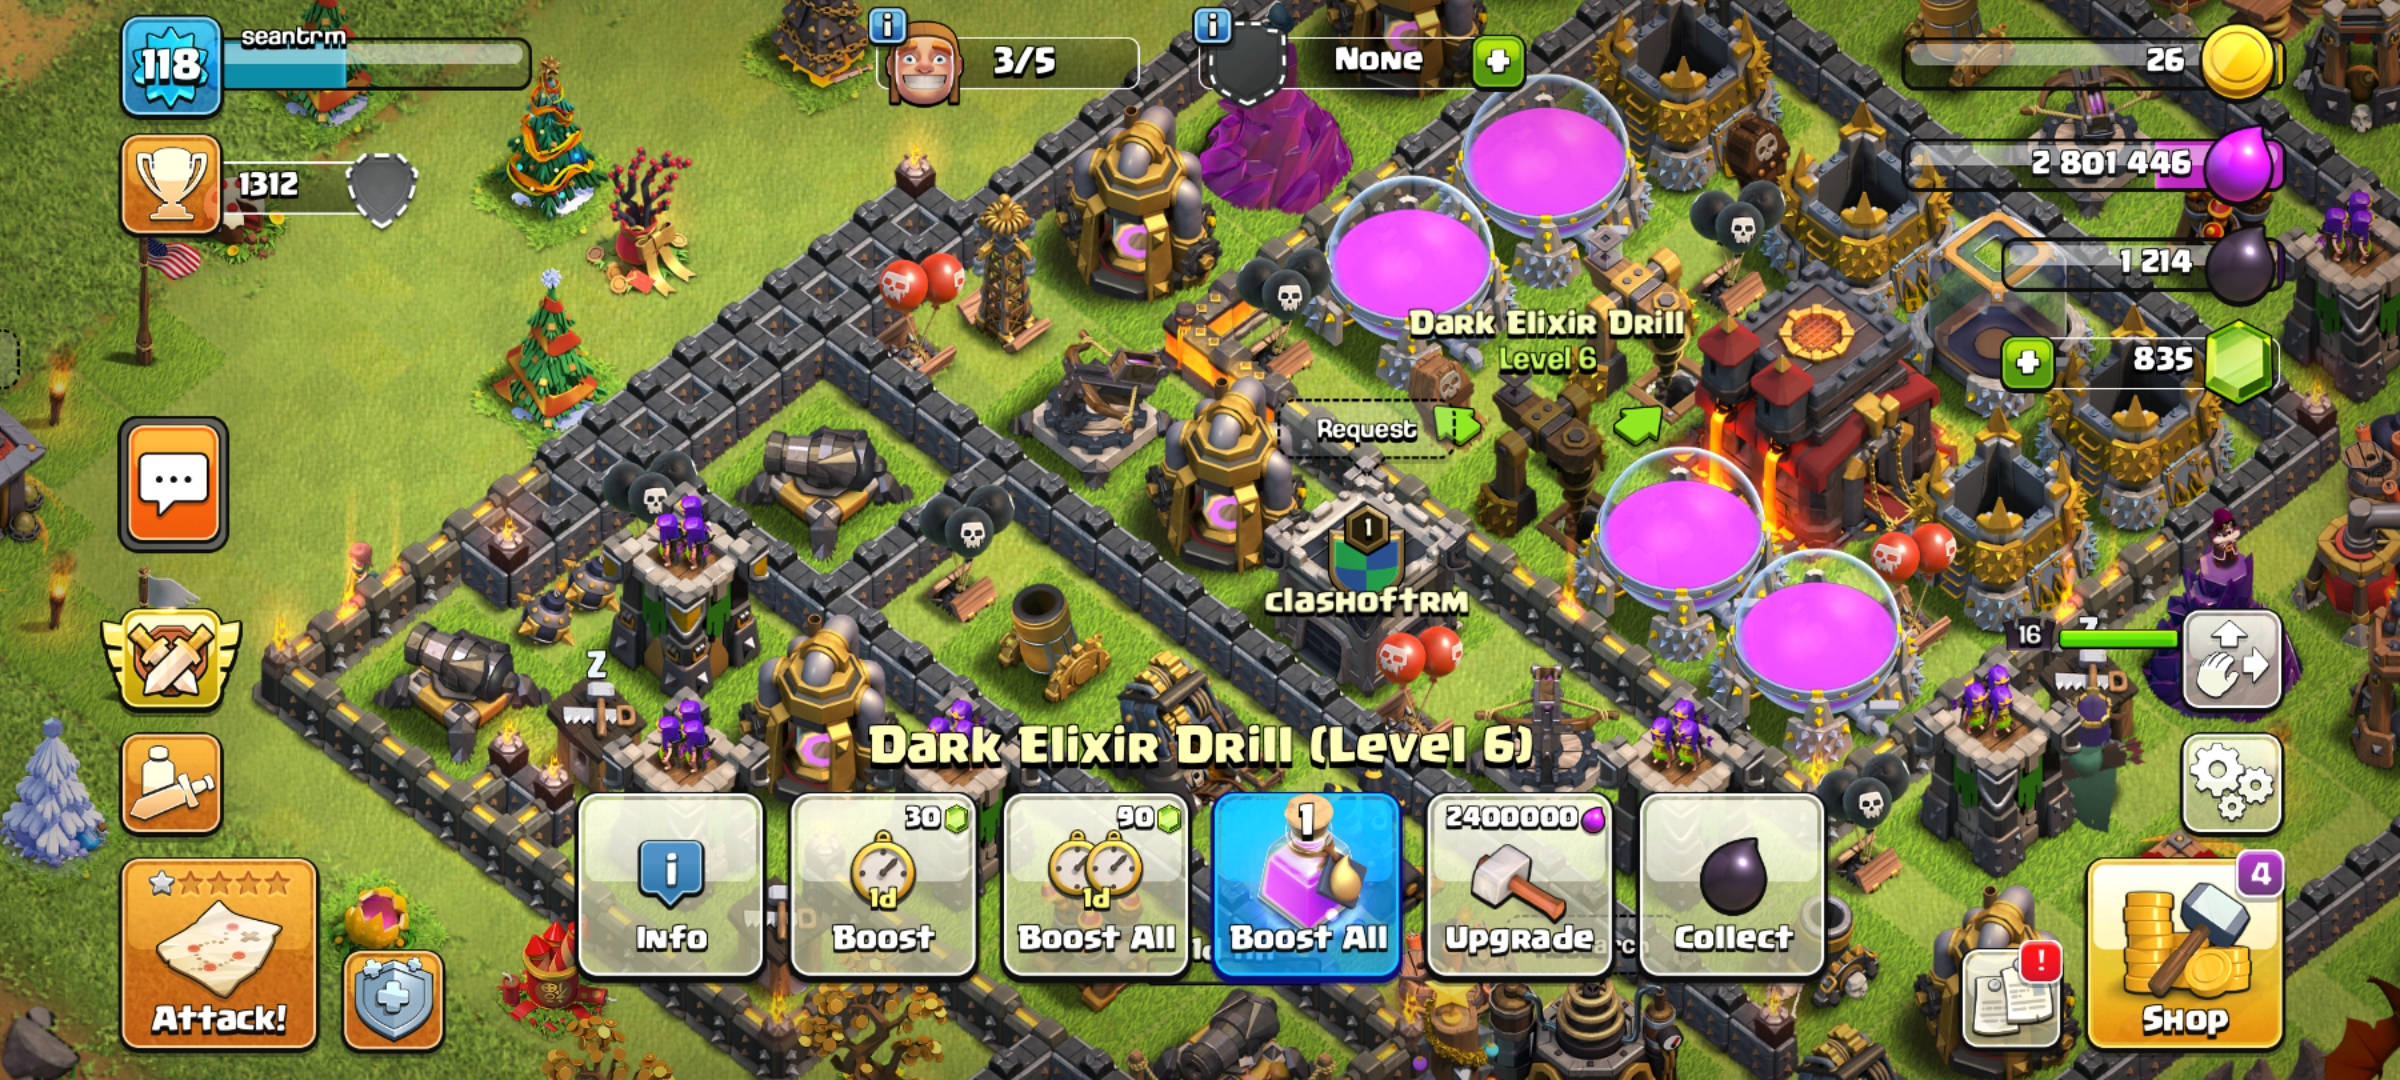 118
seantrm
3/5
None
26
1312
2 801 446
1 214
835
Dark Elixir Drill
Level 6
Request
1
clashoftRM
16
Z
Z
Dark Elixir Drill (Level 6)
Info
30
1d
Boost
90
1d
Boost All
1
Boost All
2400000
Upgrade
Collect
Attack!
4
!
Shop